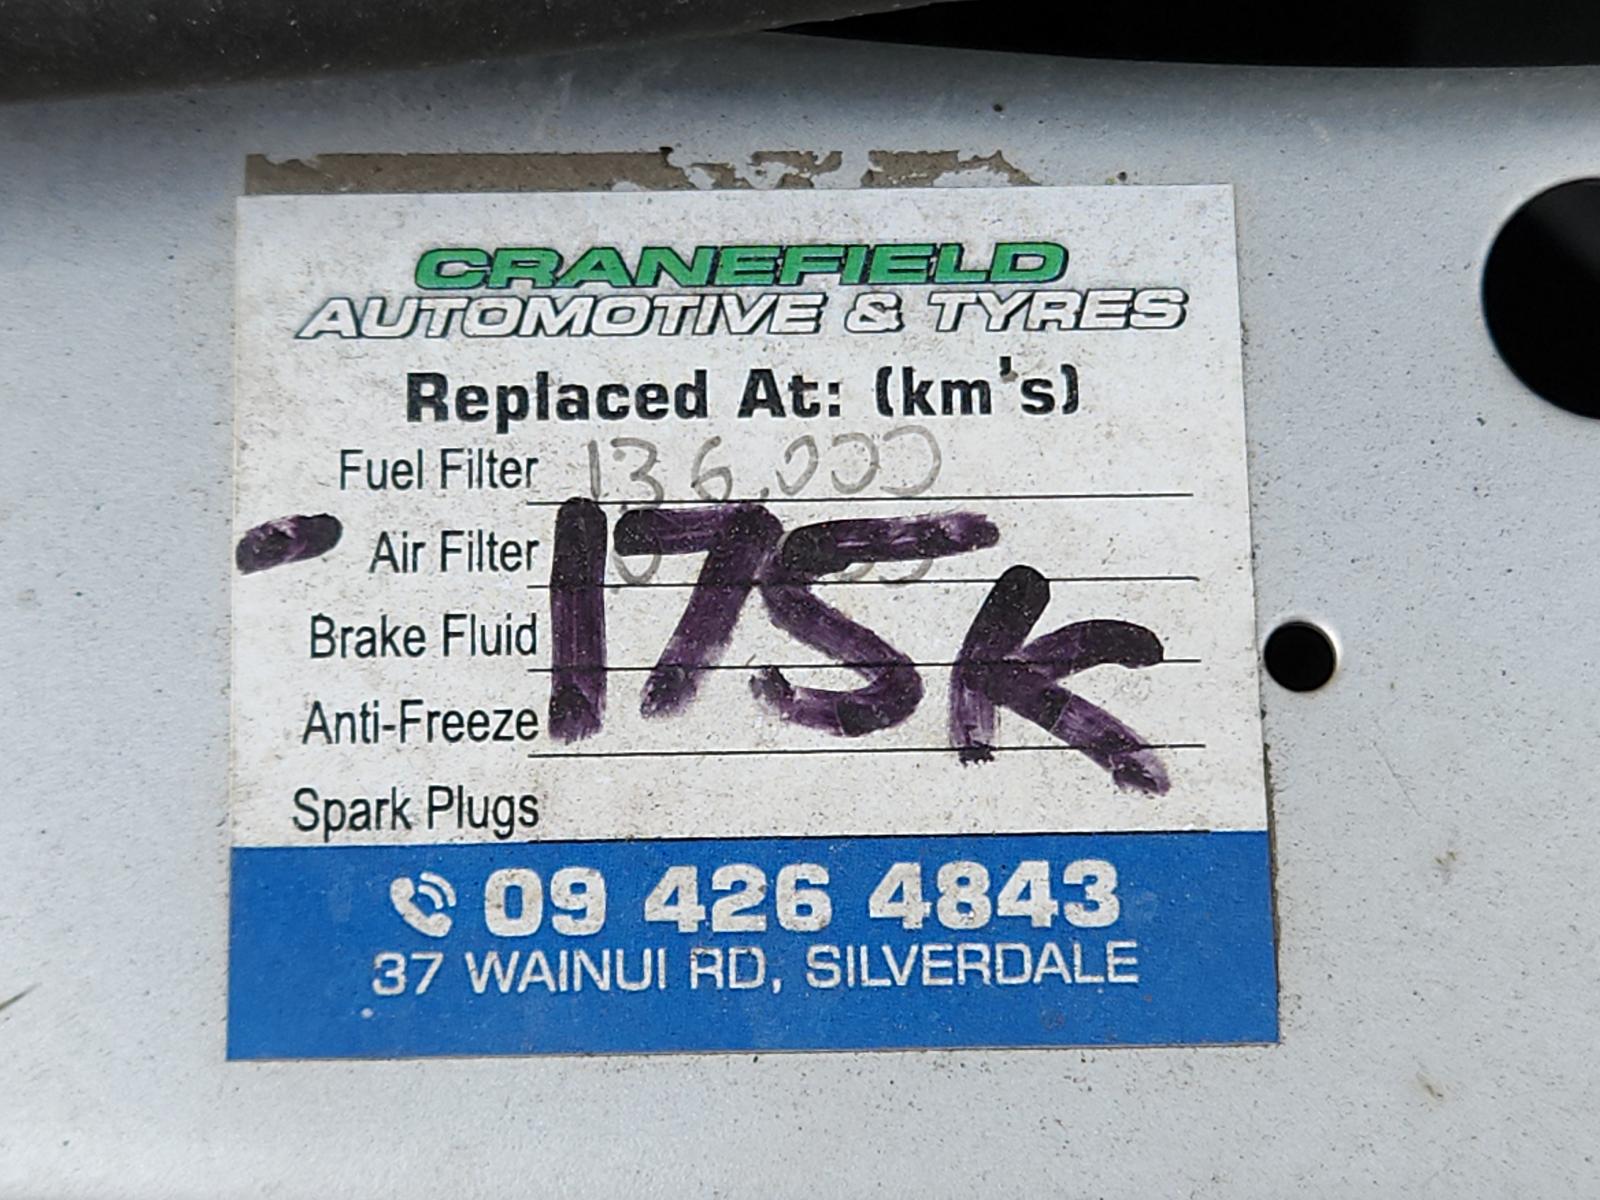 CRANEFIELD
AUTOMOTIVE & TYRES
Replaced At: (km's)
Fuel Filter 136,000
Air Filter 175K
Brake Fluid
Anti-Freeze
Spark Plugs
09 426 4843
37 WAINUI RD, SILVERDALE